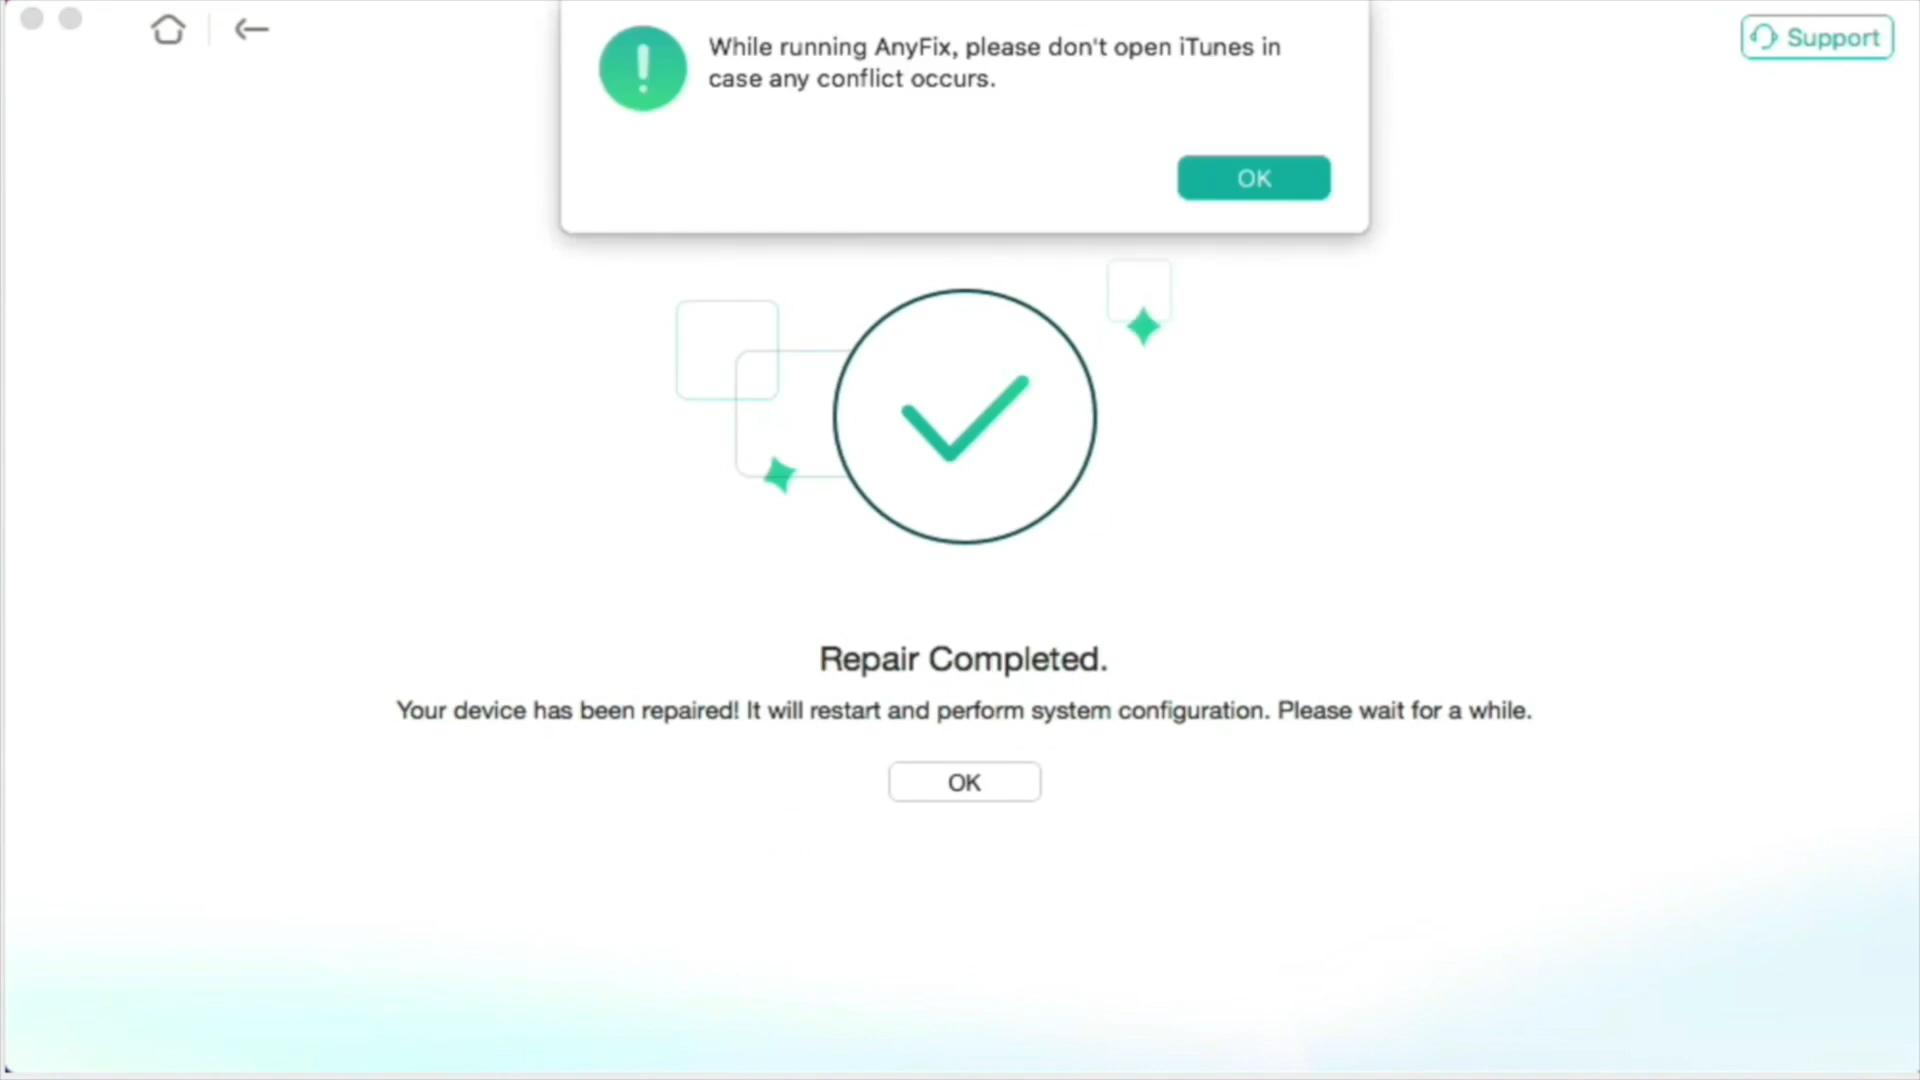 While running AnyFix, please don't open iTunes in
case any conflict occurs.
OK
Support
Repair Completed.
Your device has been repaired! It will restart and perform system configuration. Please wait for a while.
OK